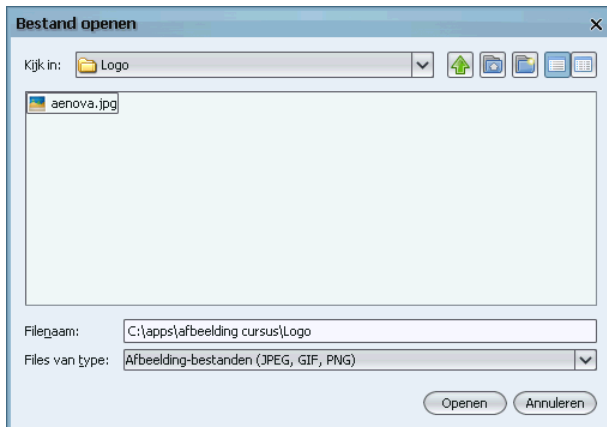 Bestand openen
Kijk in: Logo
aenova.jpg
Filenaam: C:\apps\afbeelding cursus\Logo
Files van type: Afbeelding-bestanden (JPEG, GIF, PNG)
Openen Annuleren